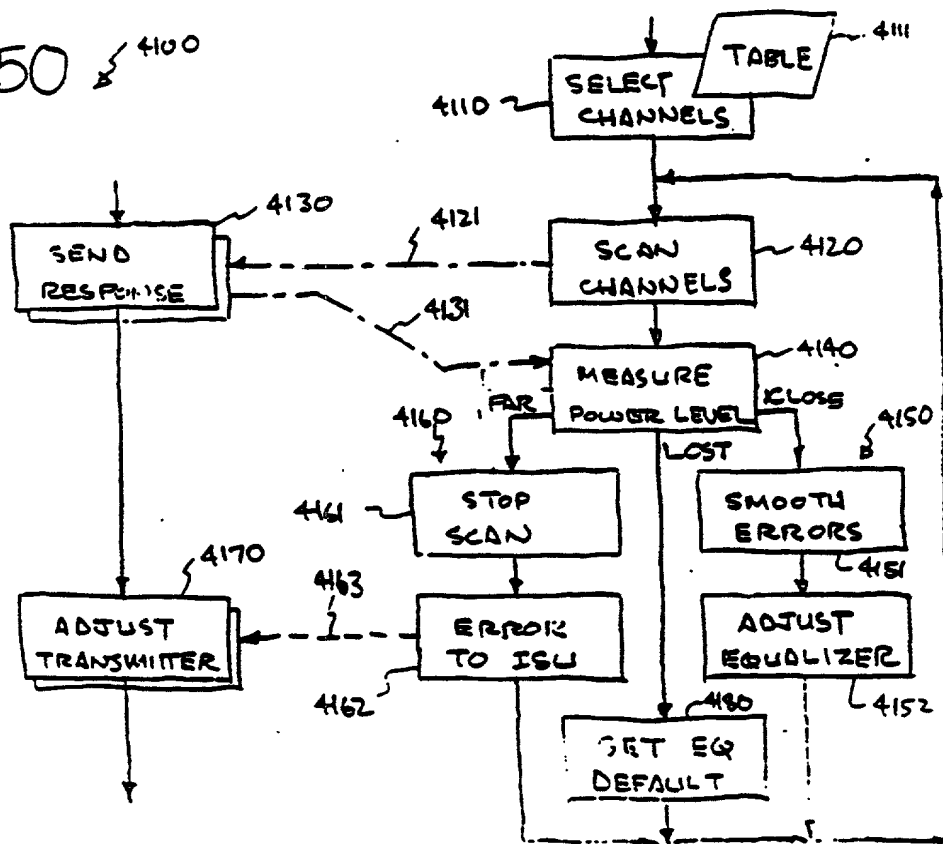 50
4100
4111
TABLE
4110
SELECT
CHANNELS
4130
SEND
RESPONSE
4121
SCAN
CHANNELS
4120
4131
4140
MEASURE
POWER LEVEL
FAR
CLOSE
LOST
4160
4150
4161
STOP
SCAN
SMOOTH
ERRORS
4151
4170
ADJUST
TRANSMITTER
4163
ERROR
TO ISU
4162
ADJUST
EQUALIZER
4152
4180
SET EQ
DEFAULT